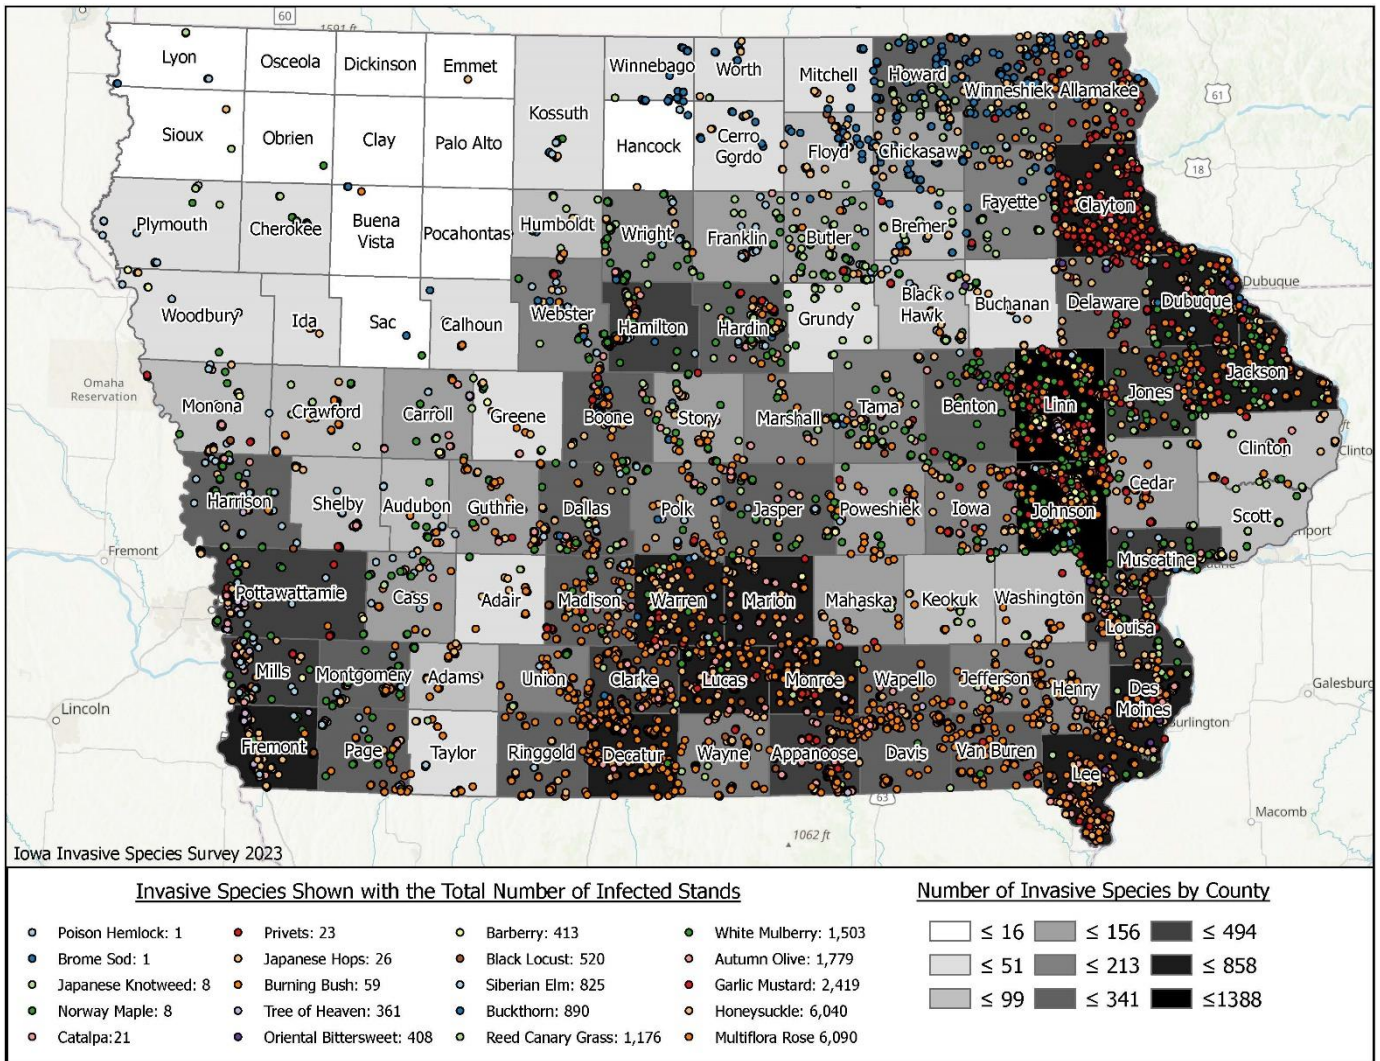 60
1591 ft
Lyon
Osceola
Dickinson
Emmet
Winnebago
Worth
Mitchell
Howard
Winneshiek
Allamakee
61
Kossuth
Sioux
Obrien
Clay
Palo Alto
Hancock
Cerro
Gordo
Floyd
Chickasaw
18
Plymouth
Cherokee
Buena
Vista
Pocahontas
Humboldt
Wright
Franklin
Butler
Bremer
Fayette
Clayton
Woodbury
Ida
Sac
Calhoun
Webster
Hamilton
Hardin
Grundy
Black
Hawk
Buchanan
Delaware
Dubuque
Dubuque
Omaha
Reservation
Monona
Crawford
Carroll
Greene
Boone
Story
Marshall
Tama
Benton
Linn
Jones
Jackson
ft
Clinton
Clinto
Harrison
Shelby
Audubon
Guthrie
Dallas
Polk
Jasper
Poweshiek
Iowa
Johnson
Cedar
Scott
enport
Fremont
Pottawattamie
Cass
Adair
Madison
Warren
Marion
Mahaska
Keokuk
Washington
Muscatine
Louisa
Mills
Montgomery
Adams
Union
Clarke
Lucas
Monroe
Wapello
Jefferson
Henry
Des
Moines
Galesburg
Lincoln
Burlington
Fremont
Page
Taylor
Ringgold
Decatur
Wayne
Appanoose
Davis
Van Buren
Lee
63
1062 ft
Macomb
Iowa Invasive Species Survey 2023
Invasive Species Shown with the Total Number of Infected Stands
Poison Hemlock: 1
Brome Sod: 1
Japanese Knotweed: 8
Norway Maple: 8
Catalpa:21
Privets: 23
Japanese Hops: 26
Burning Bush: 59
Tree of Heaven: 361
Oriental Bittersweet: 408
Barberry: 413
Black Locust: 520
Siberian Elm: 825
Buckthorn: 890
Reed Canary Grass: 1,176
White Mulberry: 1,503
Autumn Olive: 1,779
Garlic Mustard: 2,419
Honeysuckle: 6,040
Multiflora Rose 6,090
Number of Invasive Species by County
≤ 16
≤ 51
≤ 99
≤ 156
≤ 213
≤ 341
≤ 494
≤ 858
≤1388